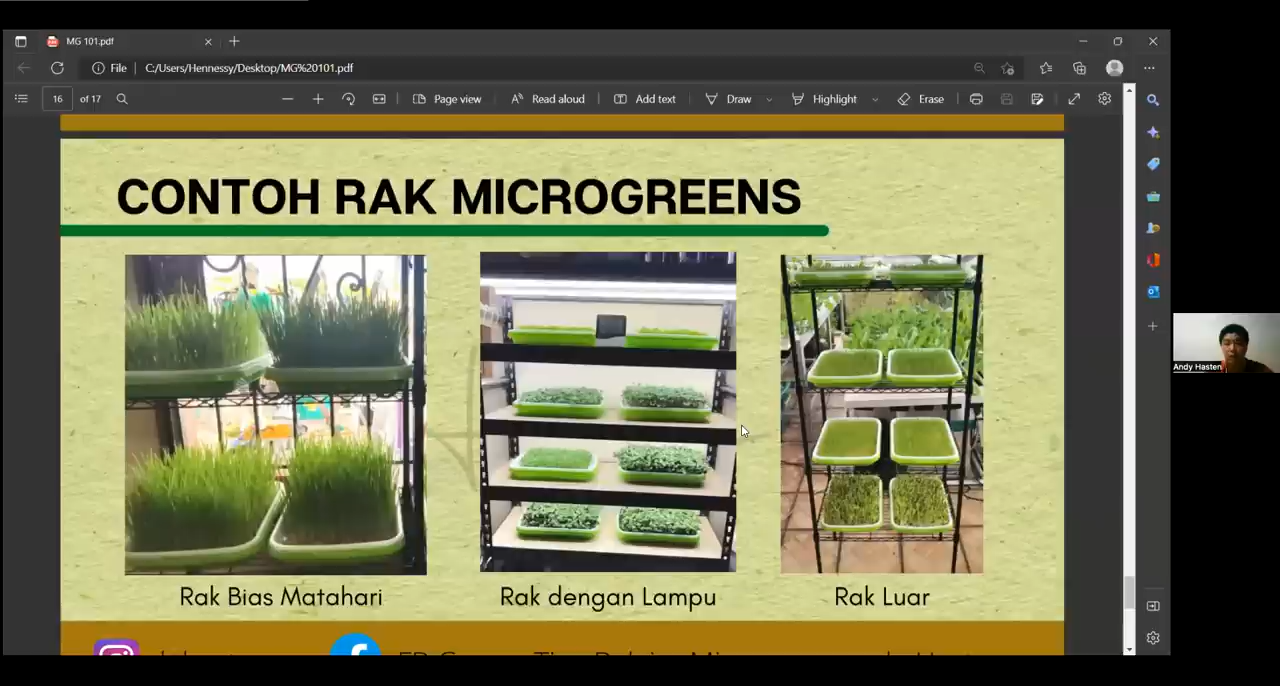 MG 101.pdf
File
C:/Users/Hennessy/Desktop/MG%20101.pdf
16 of 17
Page view
Read aloud
Add text
Draw
Highlight
Erase
CONTOH RAK MICROGREENS
Rak Bias Matahari
Rak dengan Lampu
Rak Luar
Andy Hasten